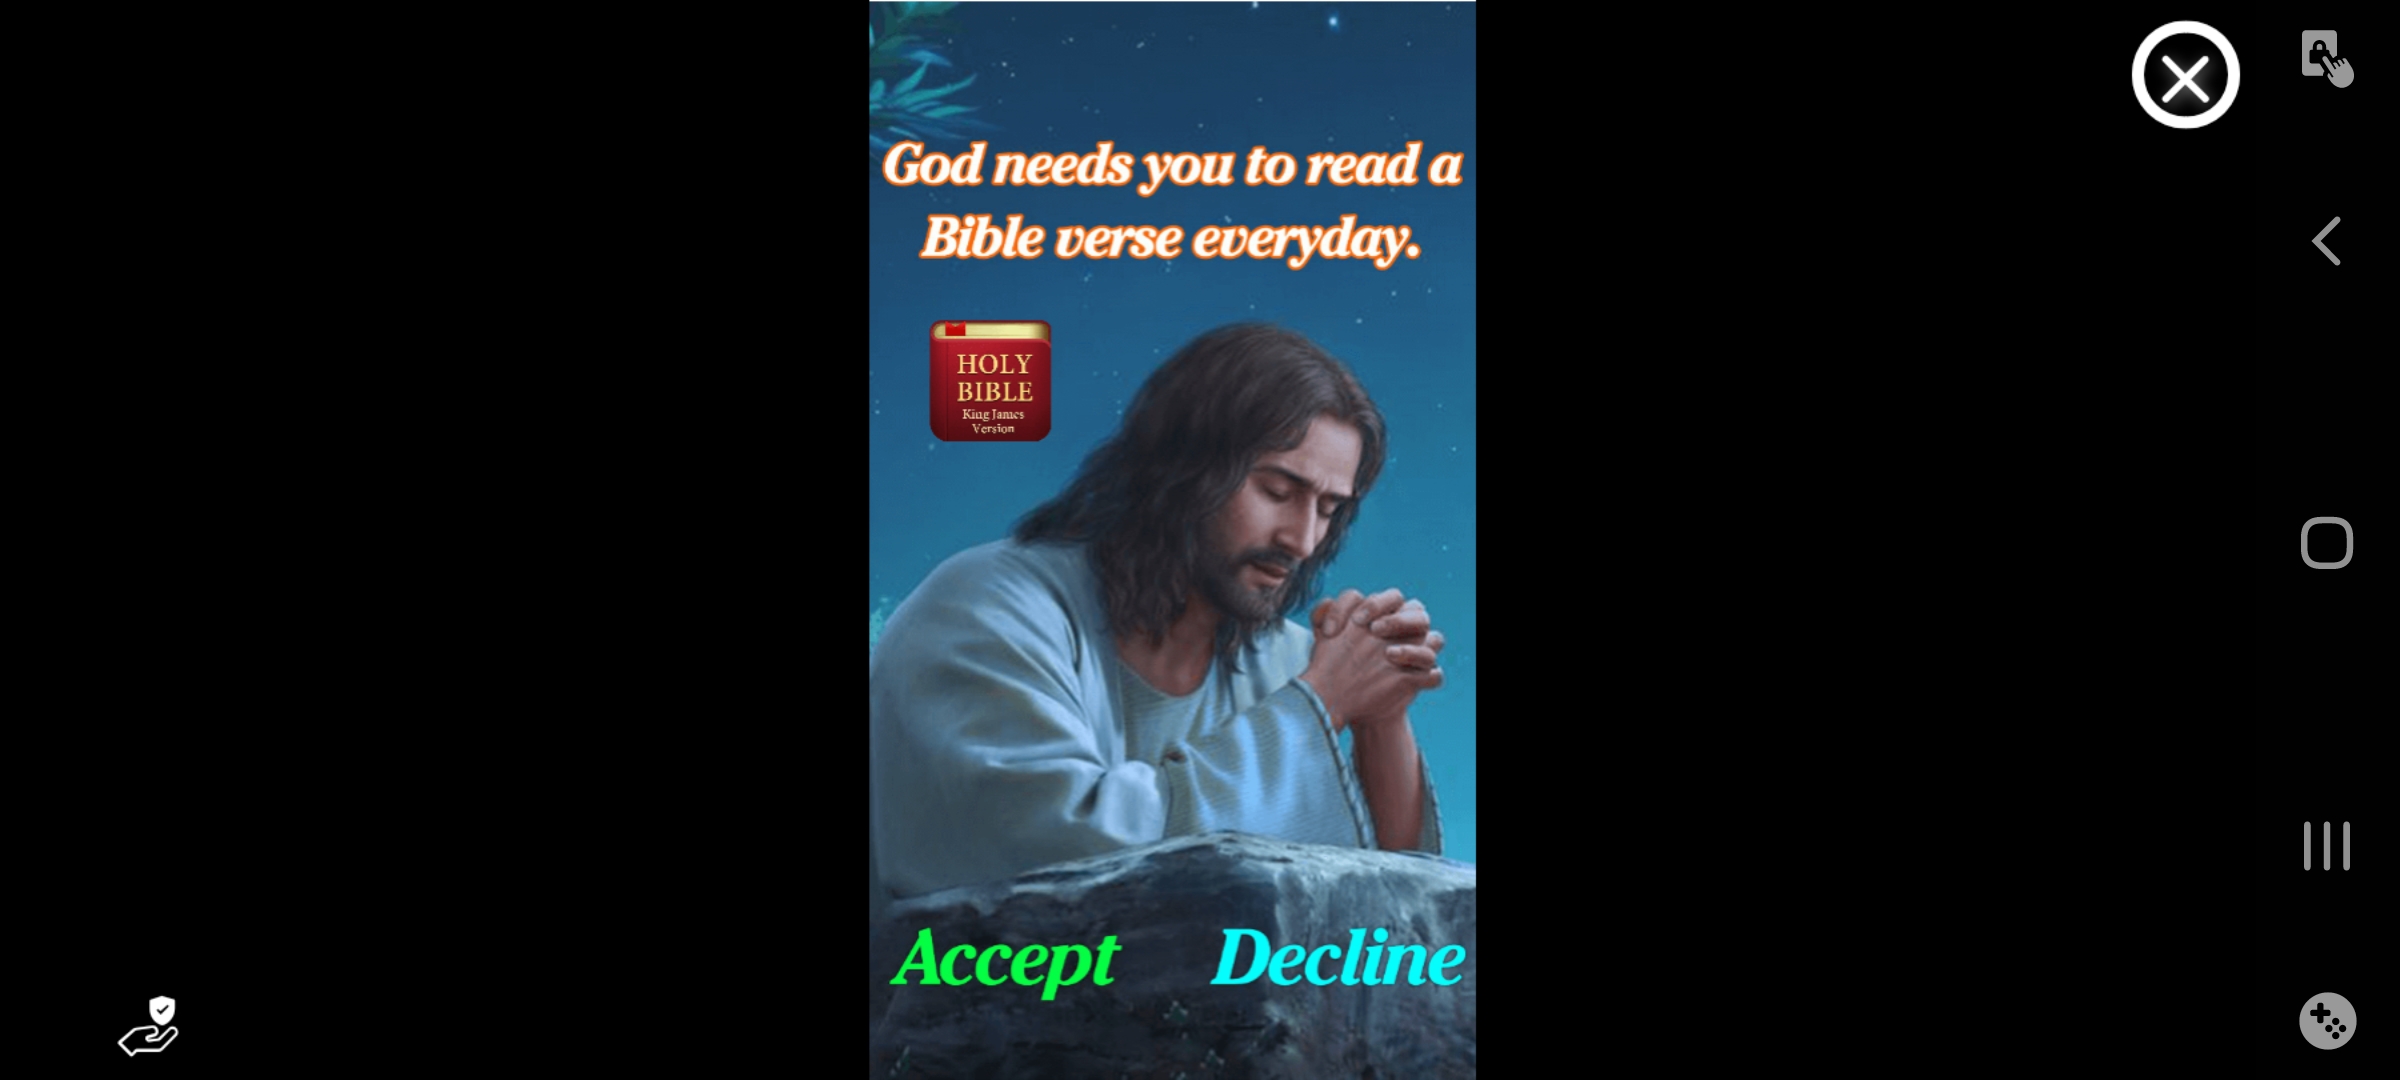 God needs you to read a
Bible verse everyday.
HOLY
BIBLE
King James
Version
Accept
Decline